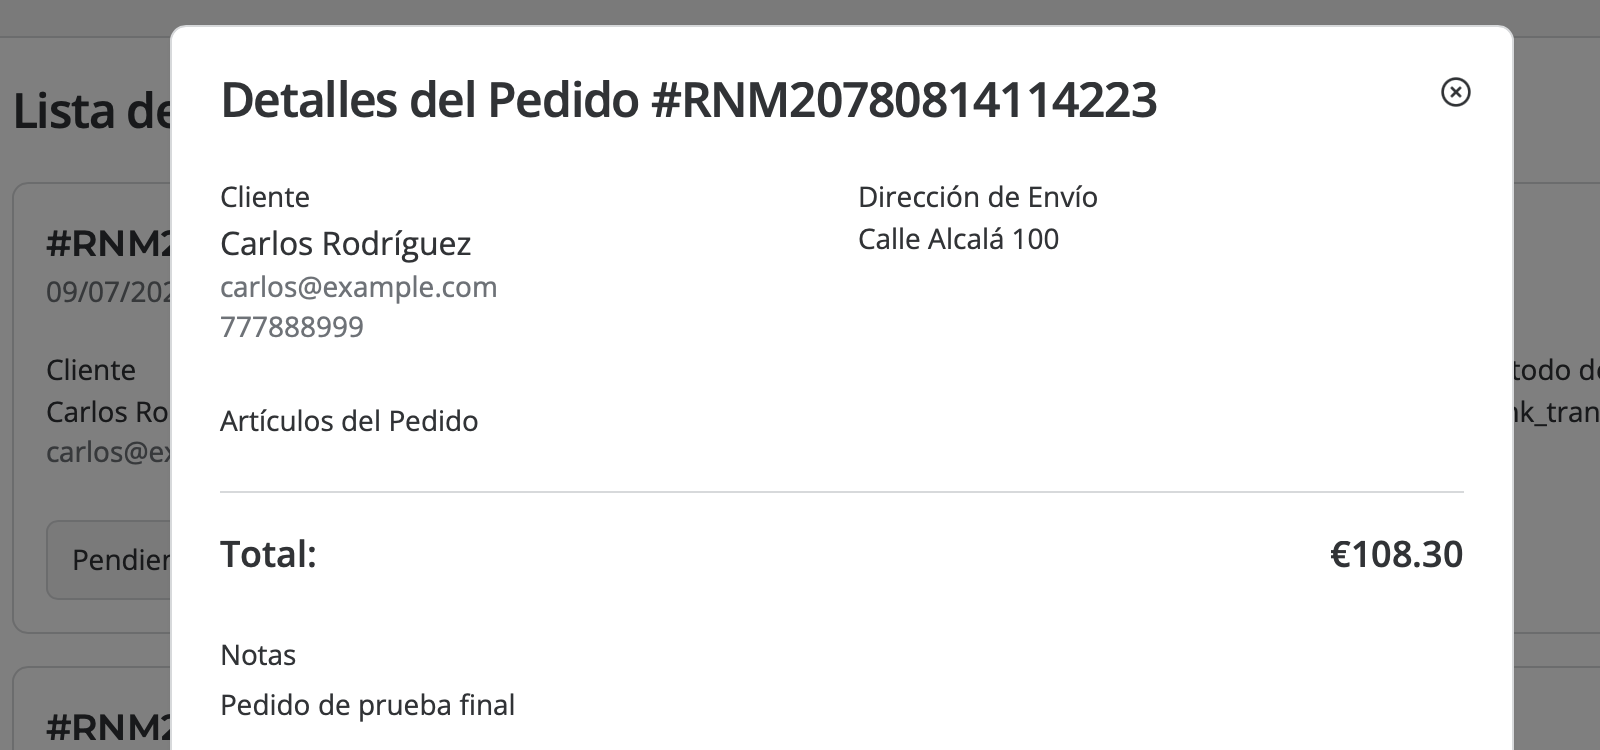 Detalles del Pedido #RNM20780814114223
Lista de
Cliente
Carlos Rodríguez
carlos@example.com
777888999
Dirección de Envío
Calle Alcalá 100
Artículos del Pedido
Total: €108.30
Notas
Pedido de prueba final
#RNM2
09/07/202
Cliente
Carlos Ro
carlos@ex
Pendien
todo de
nk_tran
#RNM2